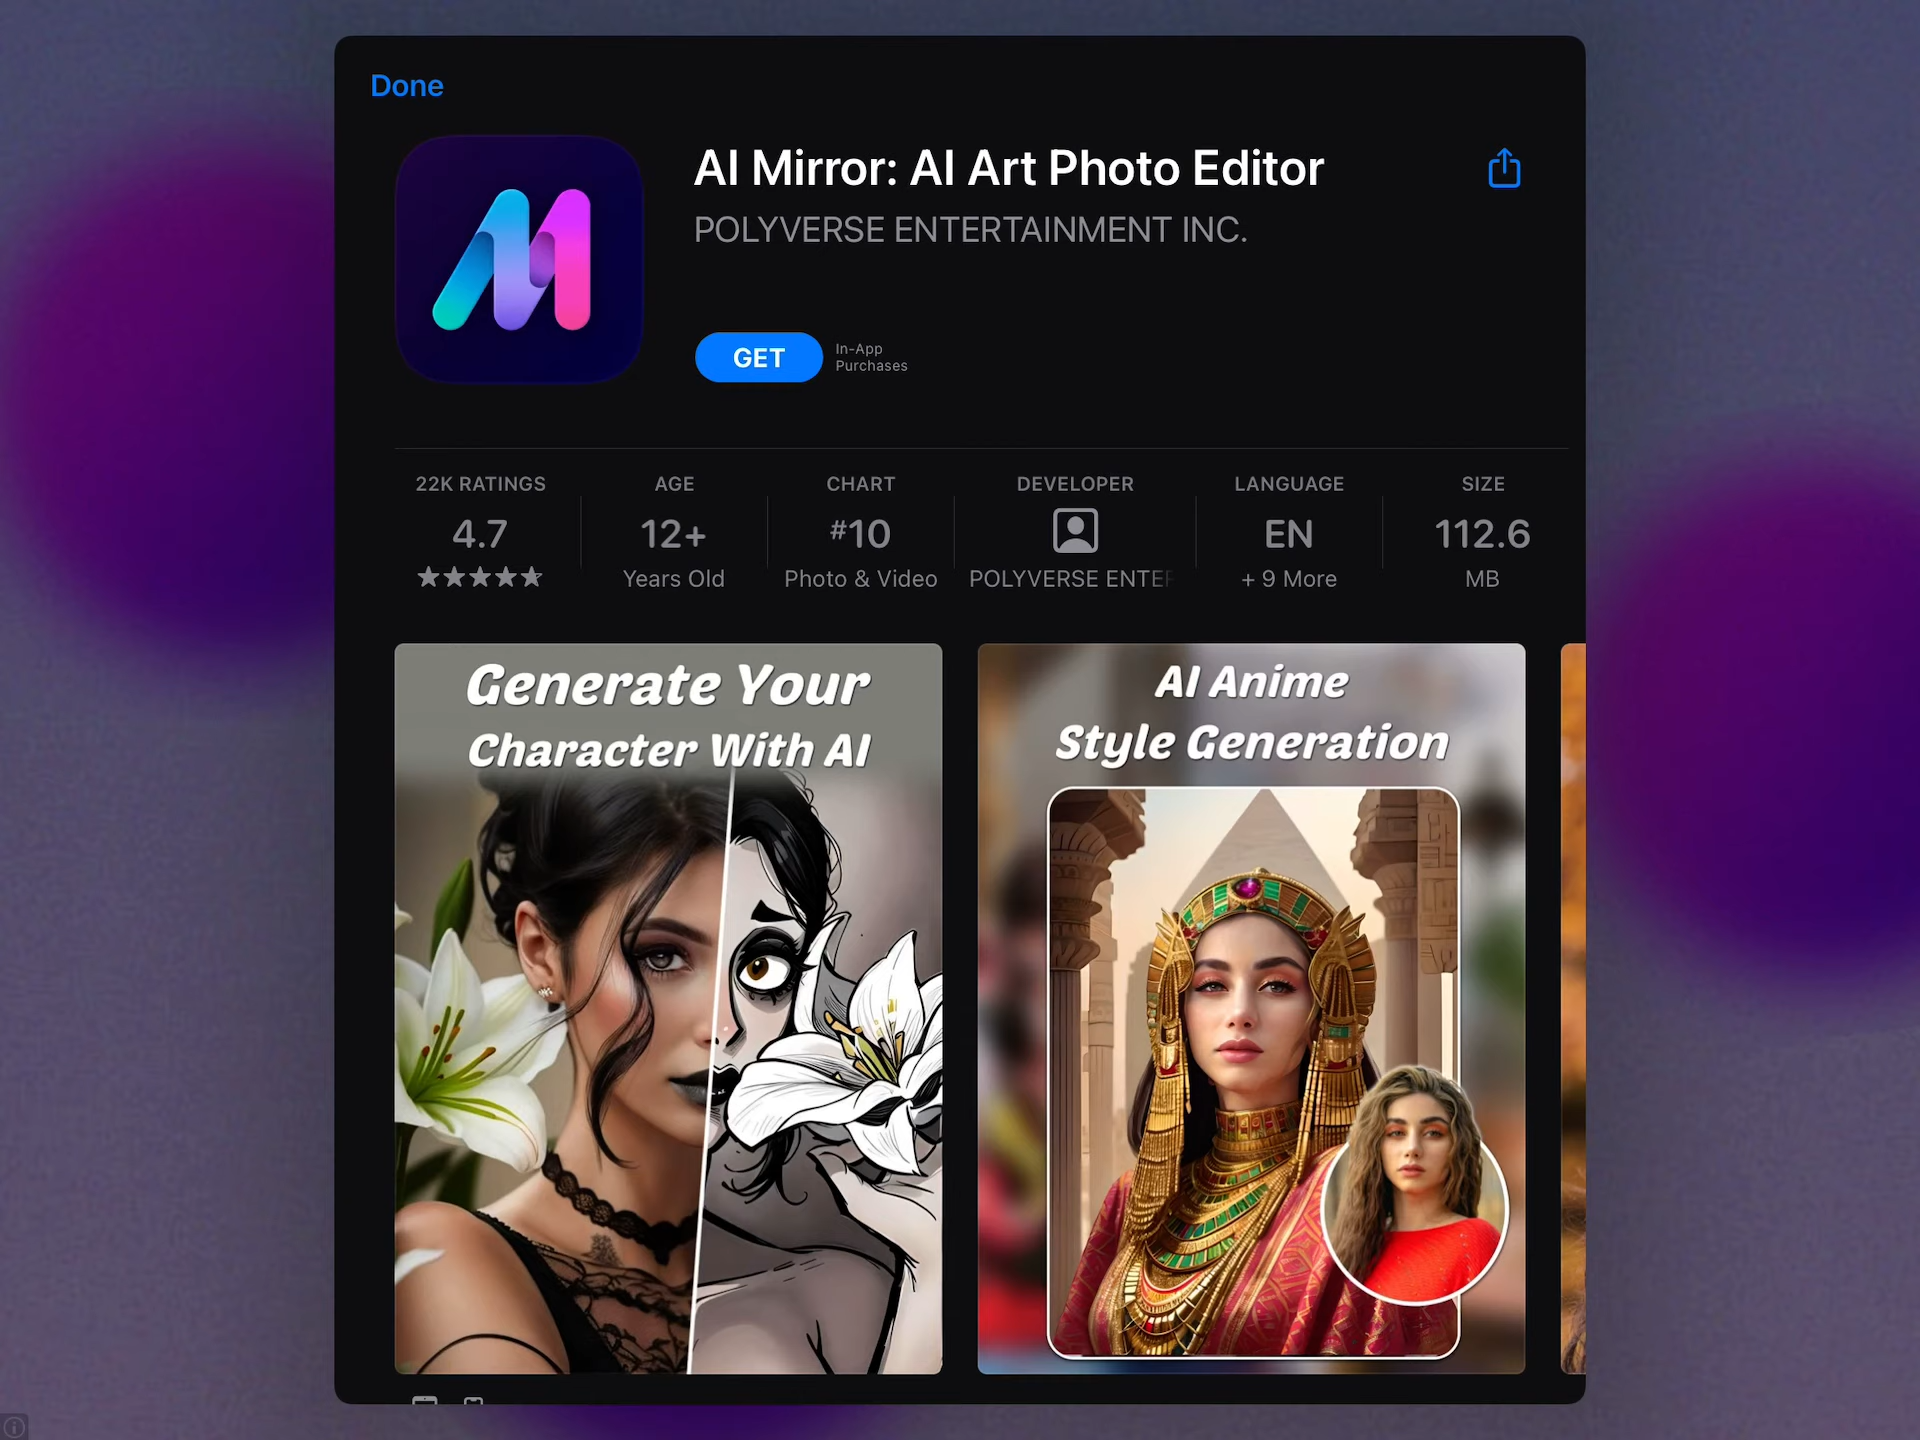 Done
AI Mirror: AI Art Photo Editor
POLYVERSE ENTERTAINMENT INC.
GET
In-App
Purchases
22K RATINGS
4.7
AGE
12+
Years Old
CHART
#10
Photo & Video
DEVELOPER
POLYVERSE ENTER
LANGUAGE
EN
+ 9 More
SIZE
112.6
MB
Generate Your
Character With AI
AI Anime
Style Generation